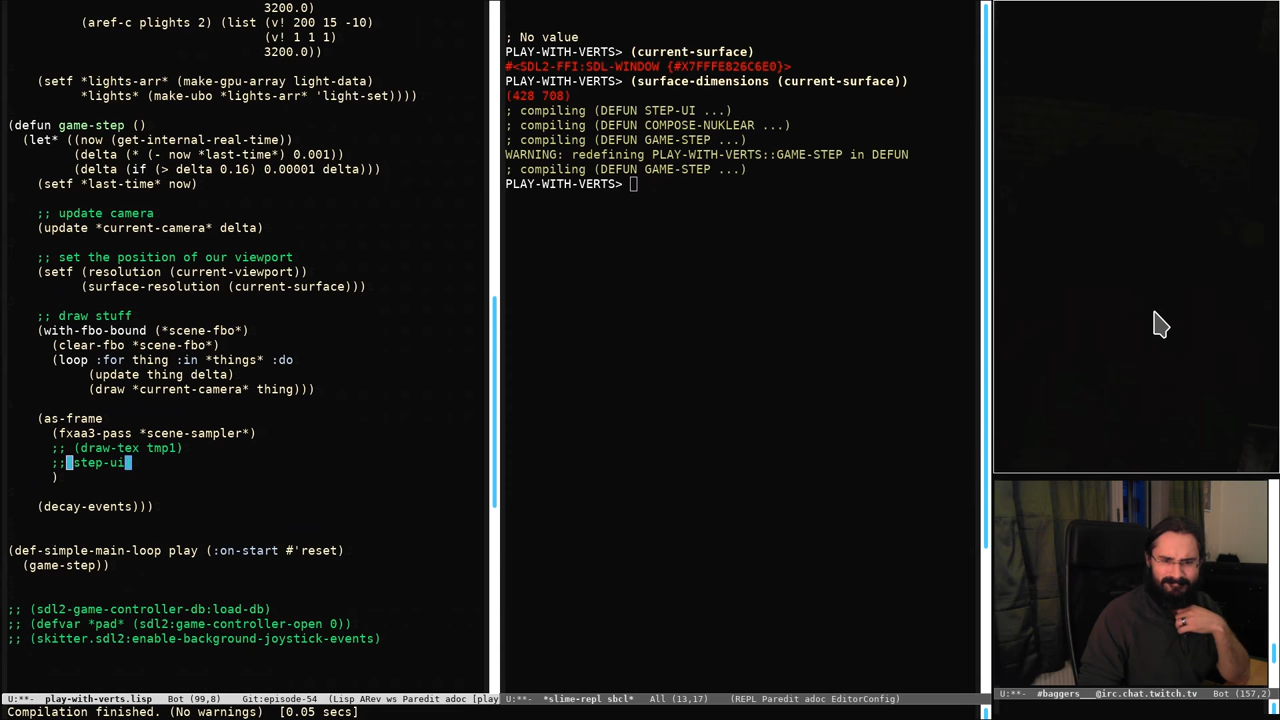 3200.0)
          (aref-c plights 2) (list (v! 200 15 -10)
                                   (v! 1 1 1)
                                   3200.0))
    (setf *lights-arr* (make-gpu-array light-data)
          *lights* (make-ubo *lights-arr* 'light-set))))
(defun game-step ()
  (let* ((now (get-internal-real-time))
         (delta (* (- now *last-time*) 0.001))
         (delta (if (> delta 0.16) 0.00001 delta)))
    (setf *last-time* now)
    ;; update camera
    (update *current-camera* delta)
    ;; set the position of our viewport
    (setf (resolution (current-viewport))
          (surface-resolution (current-surface)))
    ;; draw stuff
    (with-fbo-bound (*scene-fbo*)
      (clear-fbo *scene-fbo*)
      (loop :for thing :in *things* :do
           (update thing delta)
           (draw *current-camera* thing)))
    (as-frame
      (fxaa3-pass *scene-sampler*)
      ;; (draw-tex tmp1)
      ;; step-ui
      )
    (decay-events)))
(def-simple-main-loop play (:on-start #'reset)
  (game-step))
;; (sdl2-game-controller-db:load-db)
;; (defvar *pad* (sdl2:game-controller-open 0))
;; (skitter.sdl2:enable-background-joystick-events)
U:**-  play-with-verts.lisp   Bot (99,8)     Git:episode-54  (Lisp ARev ws Paredit adoc [play
Compilation finished. (No warnings)  [0.05 secs]
; No value
PLAY-WITH-VERTS> (current-surface)
#<SDL2-FFI:SDL-WINDOW {#X7FFFE826C6E0}>
PLAY-WITH-VERTS> (surface-dimensions (current-surface))
(428 708)
; compiling (DEFUN STEP-UI ...)
; compiling (DEFUN COMPOSE-NUKLEAR ...)
; compiling (DEFUN GAME-STEP ...)
WARNING: redefining PLAY-WITH-VERTS::GAME-STEP in DEFUN
; compiling (DEFUN GAME-STEP ...)
PLAY-WITH-VERTS>
U:**-  *slime-repl sbcl*   All (13,17)    (REPL Paredit adoc EditorConfig)
U:**-  #baggers___@irc.chat.twitch.tv   Bot (157,2)